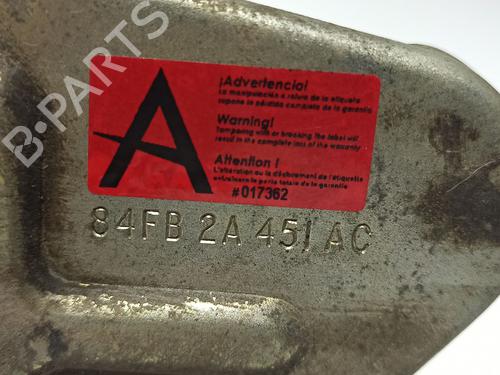 B-PARTS
¡Advertencia!
La manipulación o rotura de la etiqueta
supone la pérdida completa de la garantía
Warning!
Tampering with or breaking the label will
result in the complete loss of the warranty
Attention !
L'altération ou le déchirement de l'étiquette
entraînera la perte totale de la garantie
#017362
A
84FB 2A 451 AC